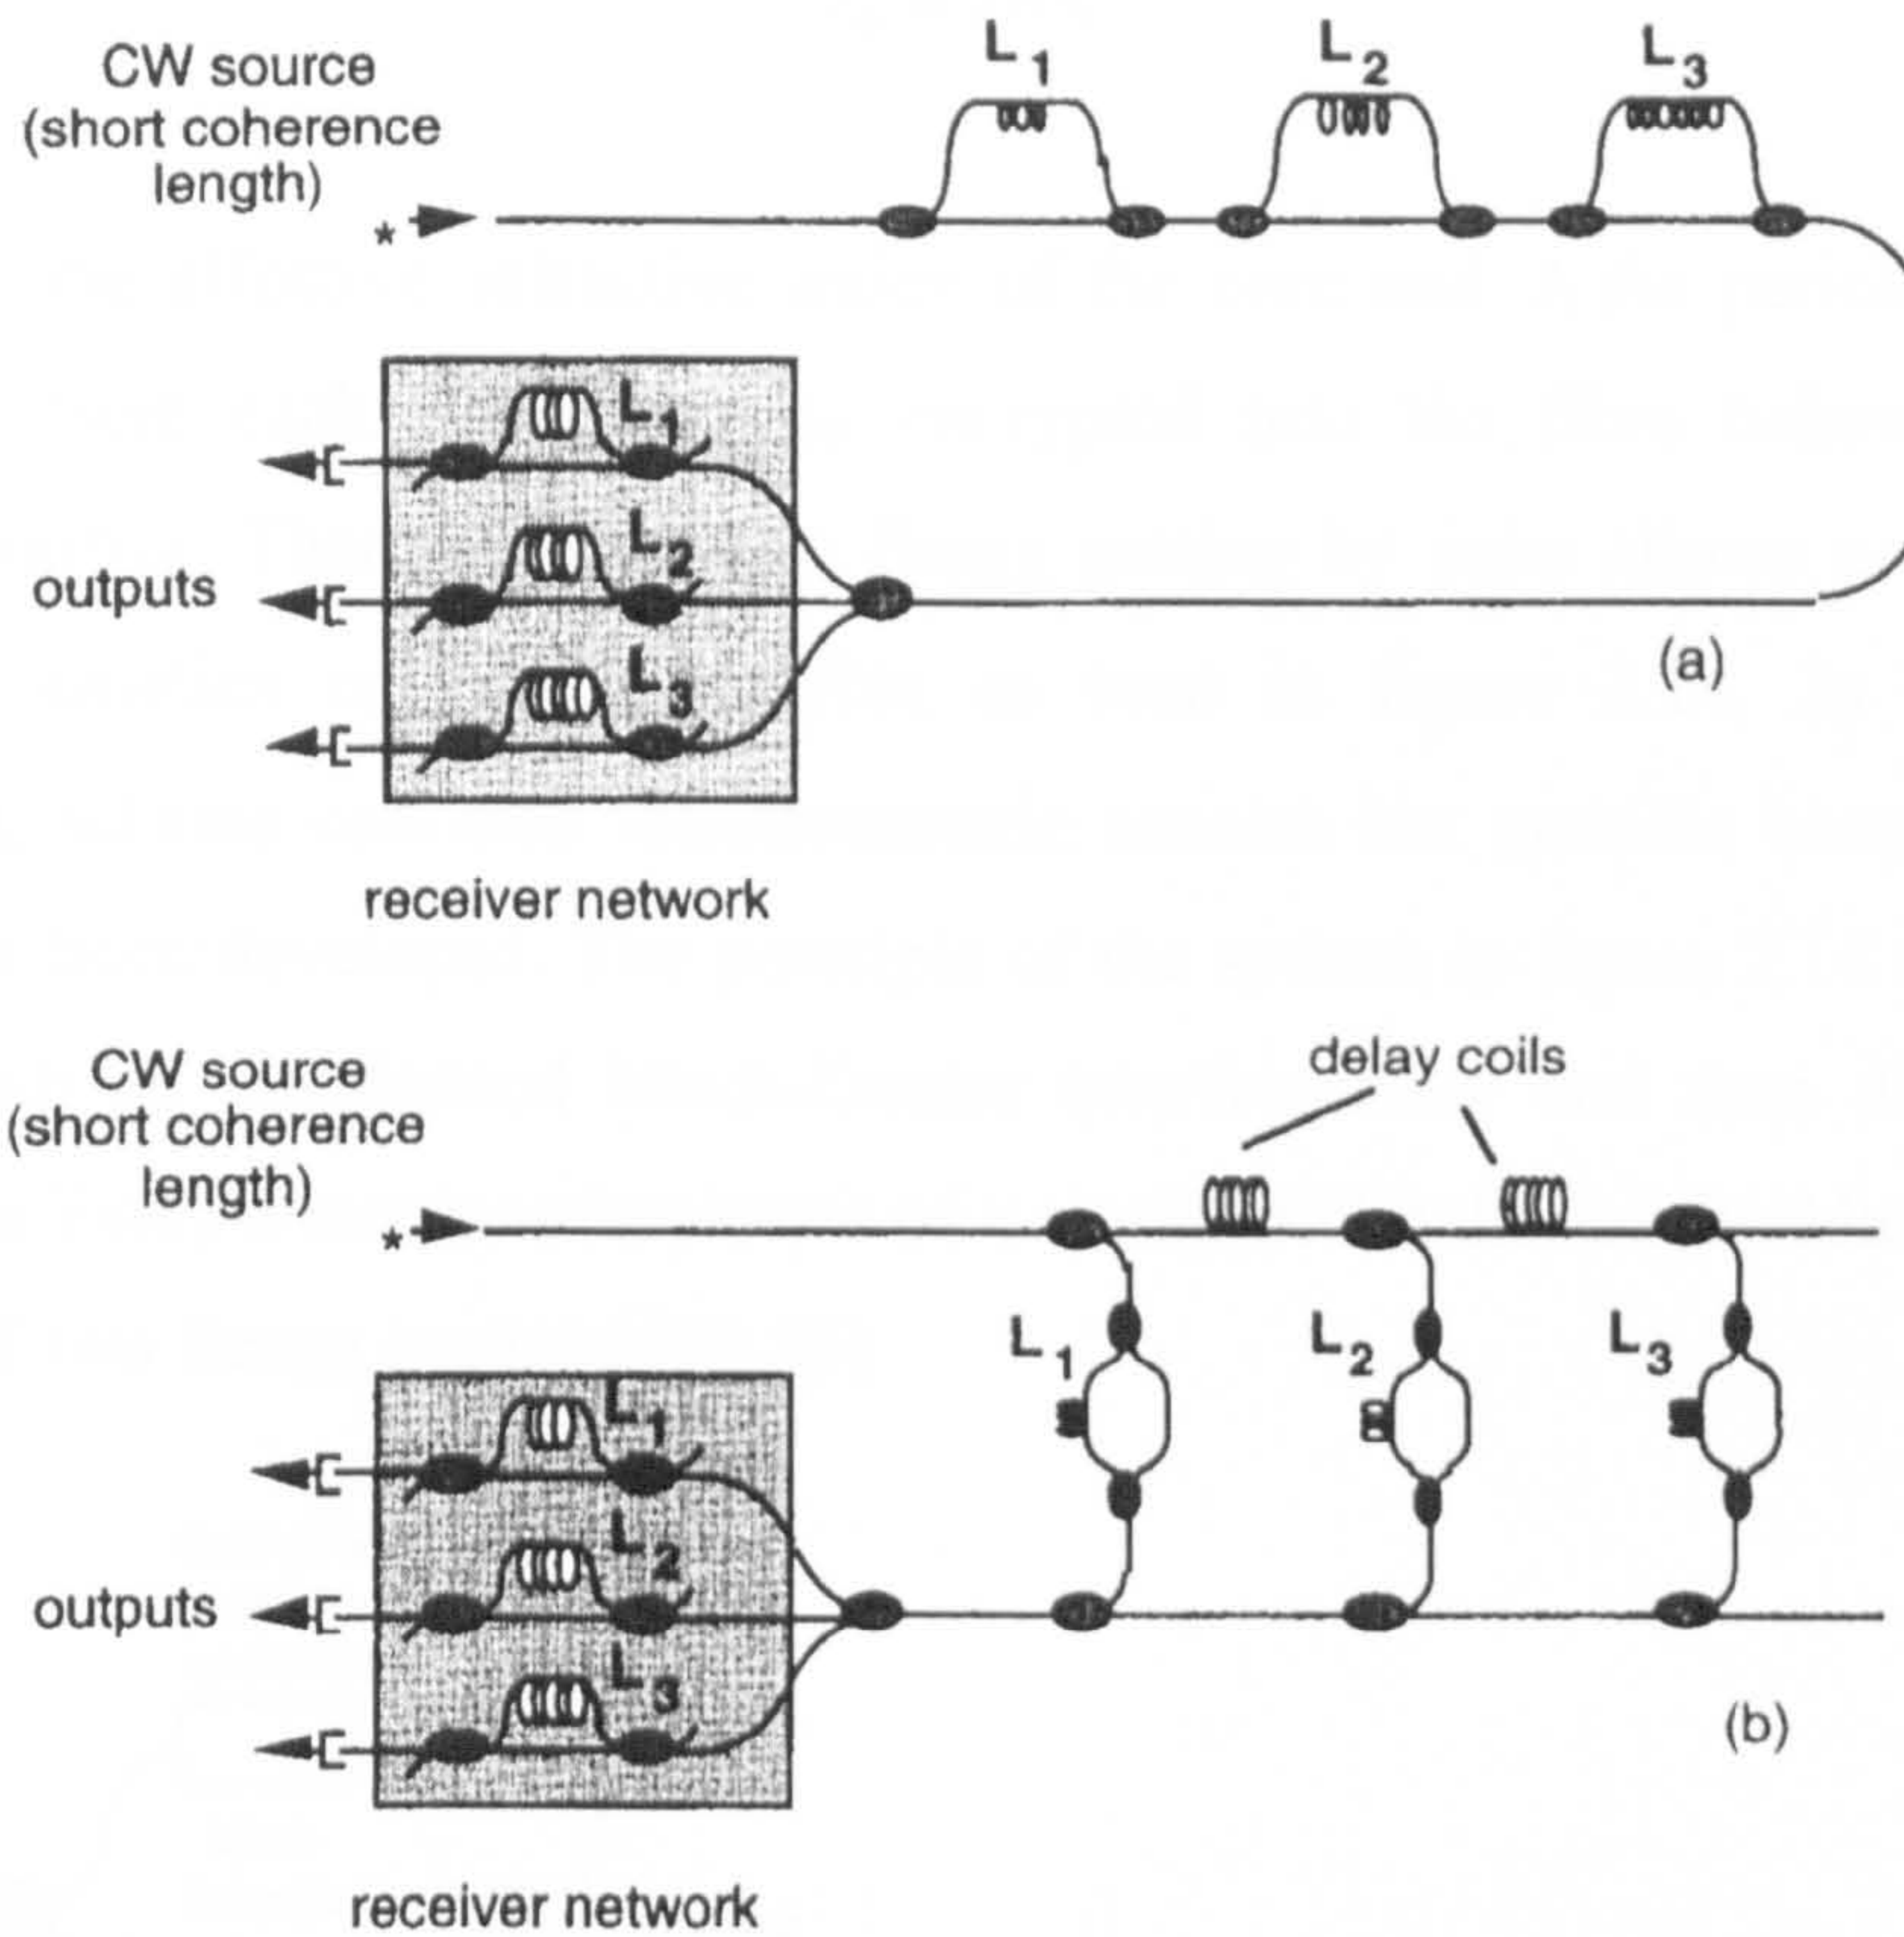 CW source
(short coherence
length)
*
L1
L2
L3
L1
L2
L3
outputs
(a)
receiver network
CW source
(short coherence
length)
*
delay coils
L1
L2
L3
L1
L2
L3
outputs
(b)
receiver network